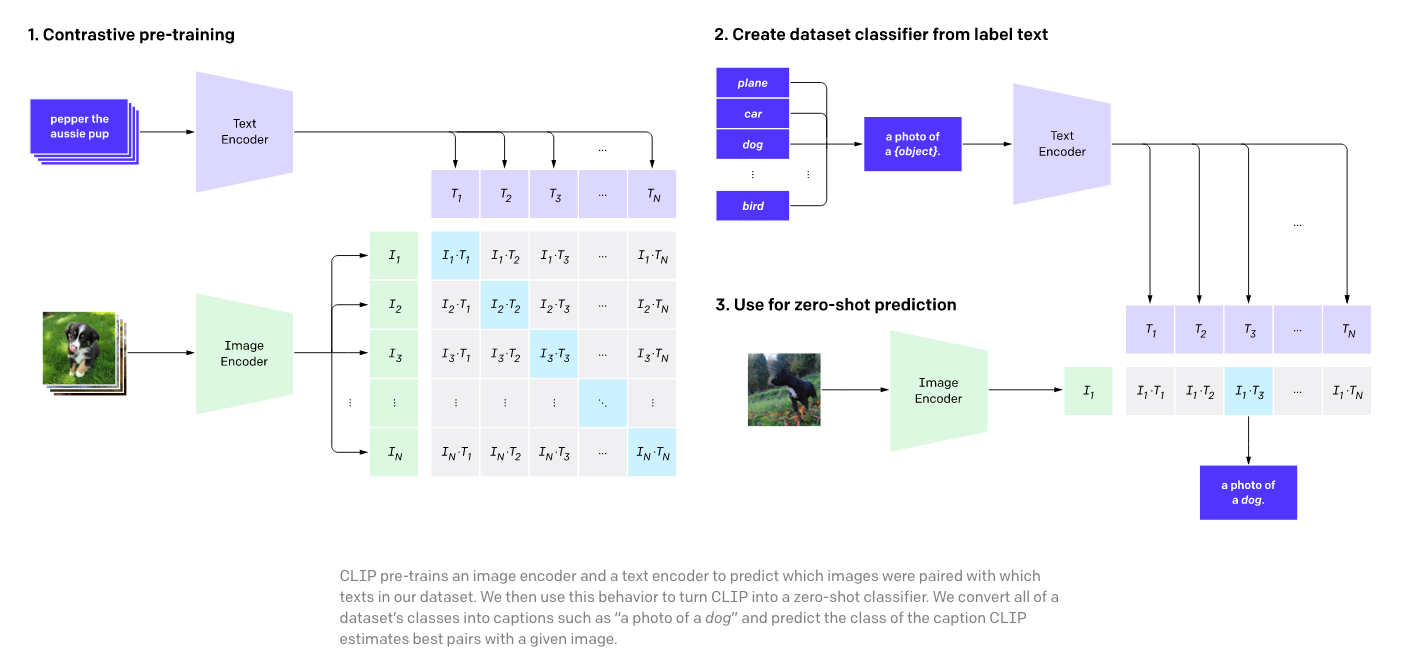 1. Contrastive pre-training
pepper the
aussie pup
Text
Encoder
...
T1 T2 T3 ... TN
Image
Encoder
I1 I1·T1 I1·T2 I1·T3 ... I1·TN
I2 I2·T1 I2·T2 I2·T3 ... I2·TN
I3 I3·T1 I3·T2 I3·T3 ... I3·TN
⋮ ⋮ ⋮ ⋮ ⋮ ⋱ ⋮
IN IN·T1 IN·T2 IN·T3 ... IN·TN
2. Create dataset classifier from label text
plane
car
dog
⋮ ⋮
bird
a photo of
a {object}.
Text
Encoder
...
3. Use for zero-shot prediction
T1 T2 T3 ... TN
Image
Encoder
I1 I1·T1 I1·T2 I1·T3 ... I1·TN
a photo of
a dog.
CLIP pre-trains an image encoder and a text encoder to predict which images were paired with which
texts in our dataset. We then use this behavior to turn CLIP into a zero-shot classifier. We convert all of a
dataset's classes into captions such as “a photo of a dog” and predict the class of the caption CLIP
estimates best pairs with a given image.